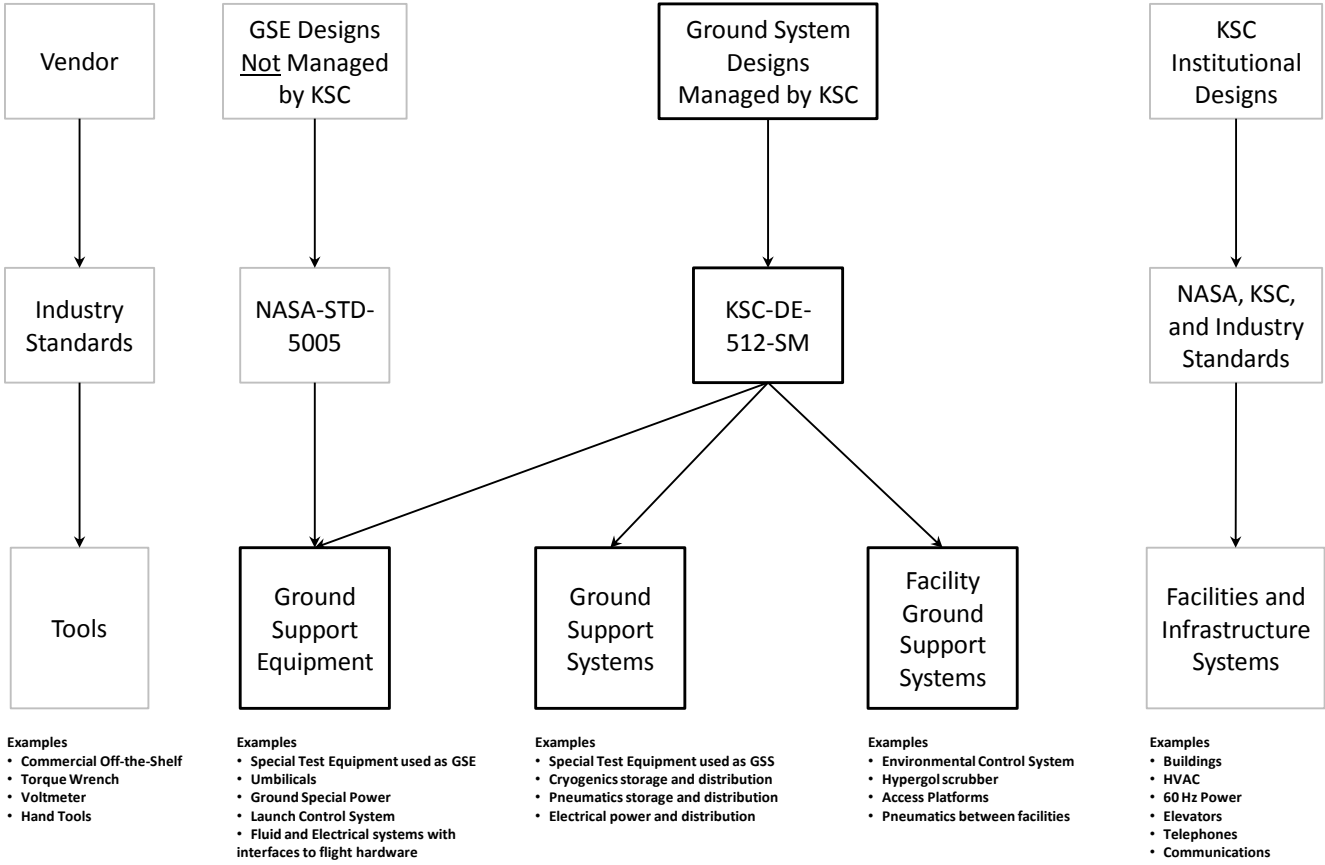 Vendor
GSE Designs
Not Managed
by KSC
Ground System
Designs
Managed by KSC
KSC
Institutional
Designs
Industry
Standards
NASA-STD-
5005
KSC-DE-
512-SM
NASA, KSC,
and Industry
Standards
Tools
Ground
Support
Equipment
Ground
Support
Systems
Facility
Ground
Support
Systems
Facilities and
Infrastructure
Systems
Examples
• Commercial Off-the-Shelf
• Torque Wrench
• Voltmeter
• Hand Tools
Examples
• Special Test Equipment used as GSE
• Umbilicals
• Ground Special Power
• Launch Control System
• Fluid and Electrical systems with
interfaces to flight hardware
Examples
• Special Test Equipment used as GSS
• Cryogenics storage and distribution
• Pneumatics storage and distribution
• Electrical power and distribution
Examples
• Environmental Control System
• Hypergol scrubber
• Access Platforms
• Pneumatics between facilities
Examples
• Buildings
• HVAC
• 60 Hz Power
• Elevators
• Telephones
• Communications